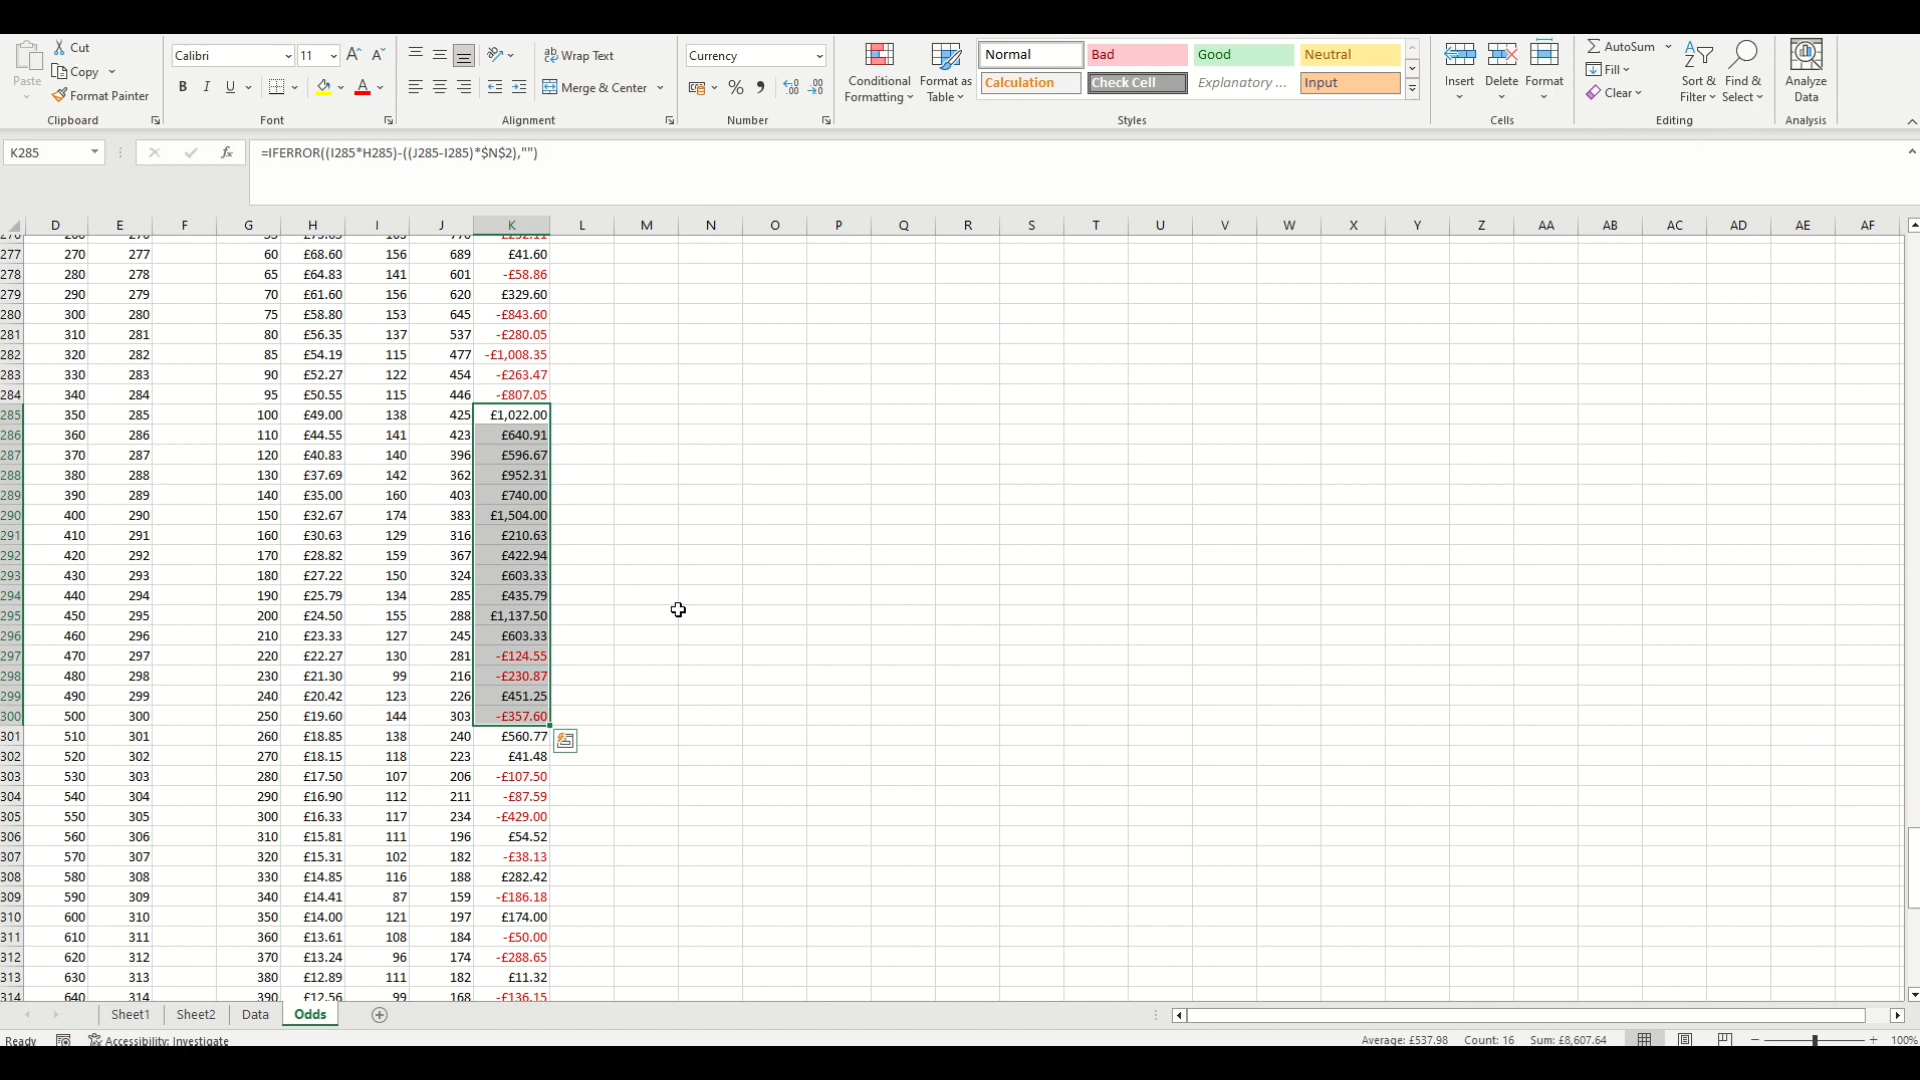 Cut
Copy
Paste
Format Painter
Clipboard
Calibri 11
B I U
Font
Wrap Text
Merge & Center
Alignment
Currency
Number
Conditional Formatting
Format as Table
Normal Bad Good Neutral
Calculation Check Cell Explanatory ... Input
Styles
Insert Delete Format
Cells
AutoSum
Fill
Clear
Sort & Filter
Find & Select
Editing
Analyze Data
Analysis
K285 fx =IFERROR((I285*H285)-((J285-I285)*$N$2),"")
D E F G H I J K L M N O P Q R S T U V W X Y Z AA AB AC AD AE AF
277 270 277 60 £68.60 156 689 £41.60
278 280 278 65 £64.83 141 601 -£58.86
279 290 279 70 £61.60 156 620 £329.60
280 300 280 75 £58.80 153 645 -£843.60
281 310 281 80 £56.35 137 537 -£280.05
282 320 282 85 £54.19 115 477 -£1,008.35
283 330 283 90 £52.27 122 454 -£263.47
284 340 284 95 £50.55 115 446 -£807.05
285 350 285 100 £49.00 138 425 £1,022.00
286 360 286 110 £44.55 141 423 £640.91
287 370 287 120 £40.83 140 396 £596.67
288 380 288 130 £37.69 142 362 £952.31
289 390 289 140 £35.00 160 403 £740.00
290 400 290 150 £32.67 174 383 £1,504.00
291 410 291 160 £30.63 129 316 £210.63
292 420 292 170 £28.82 159 367 £422.94
293 430 293 180 £27.22 150 324 £603.33
294 440 294 190 £25.79 134 285 £435.79
295 450 295 200 £24.50 155 288 £1,137.50
296 460 296 210 £23.33 127 245 £603.33
297 470 297 220 £22.27 130 281 -£124.55
298 480 298 230 £21.30 99 216 -£230.87
299 490 299 240 £20.42 123 226 £451.25
300 500 300 250 £19.60 144 303 -£357.60
301 510 301 260 £18.85 138 240 £560.77
302 520 302 270 £18.15 118 223 £41.48
303 530 303 280 £17.50 107 206 -£107.50
304 540 304 290 £16.90 112 211 -£87.59
305 550 305 300 £16.33 117 234 -£429.00
306 560 306 310 £15.81 111 196 £54.52
307 570 307 320 £15.31 102 182 -£38.13
308 580 308 330 £14.85 116 188 £282.42
309 590 309 340 £14.41 87 159 -£186.18
310 600 310 350 £14.00 121 197 £174.00
311 610 311 360 £13.61 108 184 -£50.00
312 620 312 370 £13.24 96 174 -£288.65
313 630 313 380 £12.89 111 182 £11.32
314 640 314 390 £12.56 99 168 -£136.15
Sheet1 Sheet2 Data Odds
Ready Accessibility: Investigate Average: £537.98 Count: 16 Sum: £8,607.64 100%